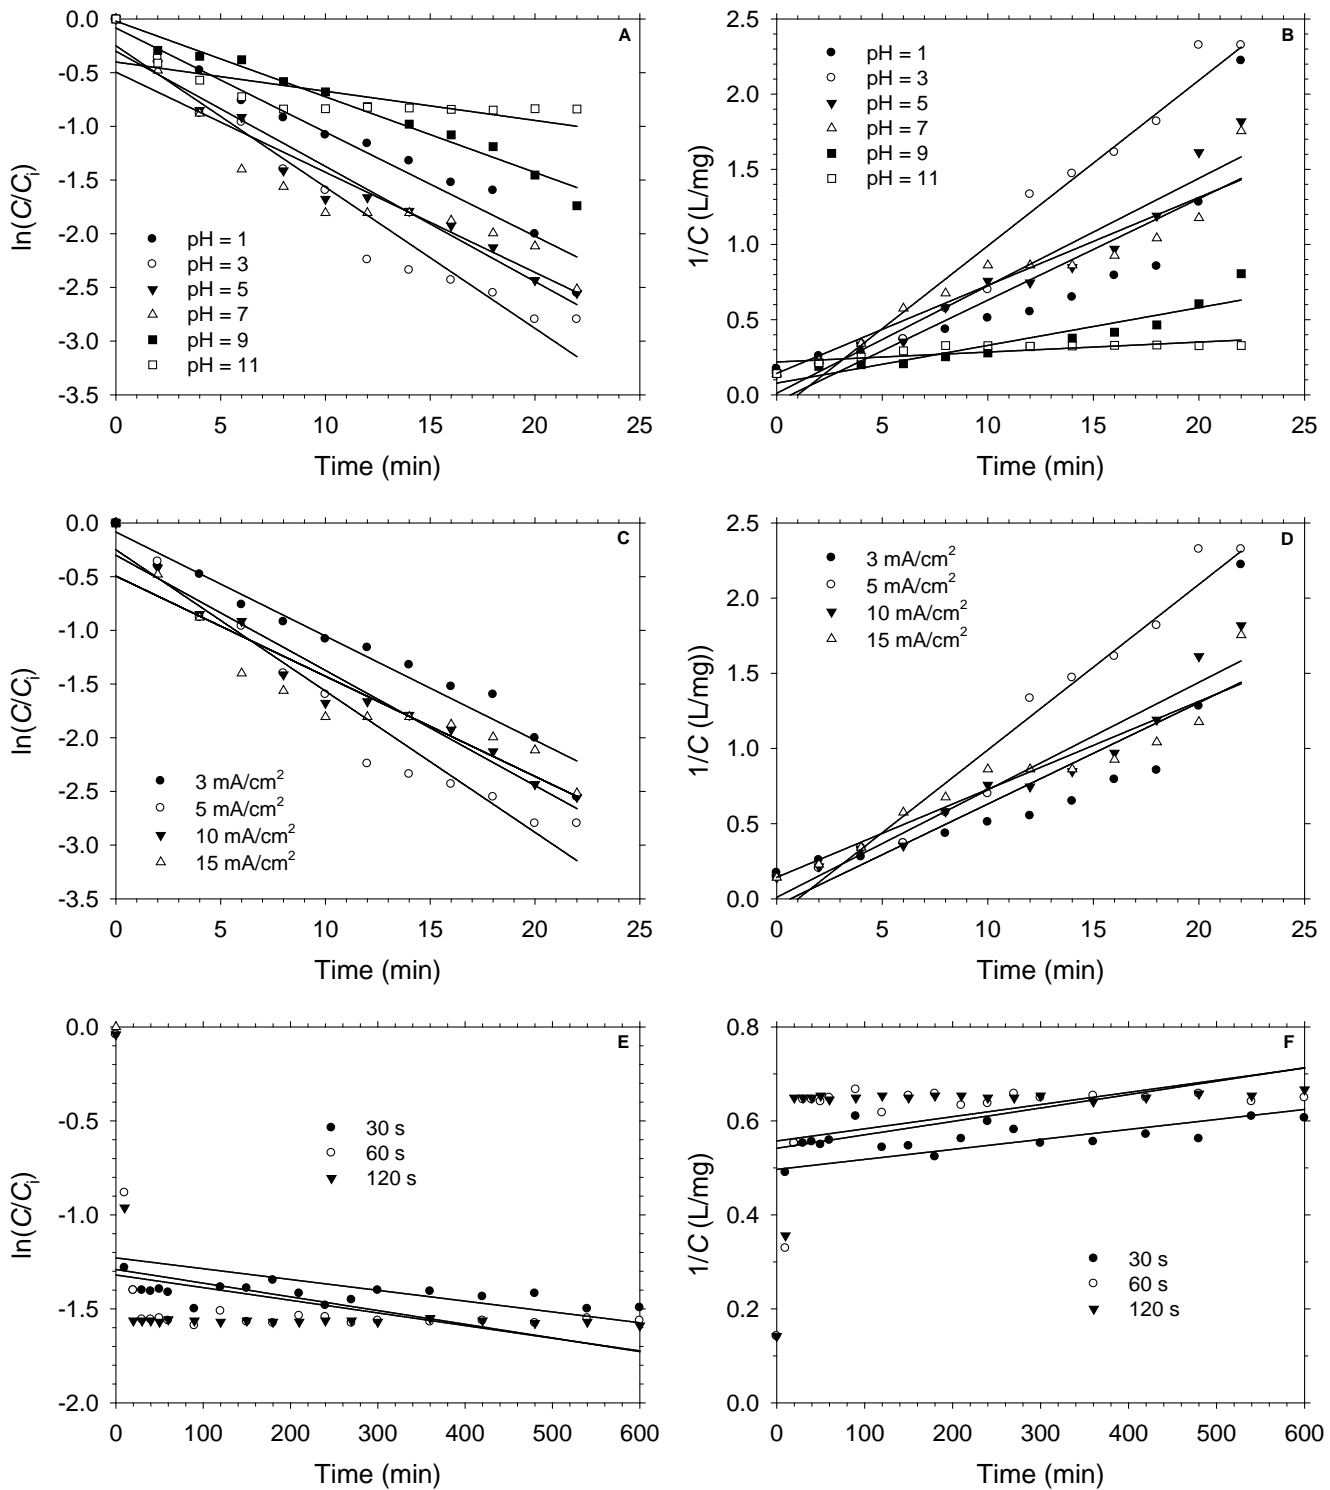 A
0.0
-0.5
-1.0
-1.5
-2.0
-2.5
-3.0
-3.5
ln(C/Ci)
pH = 1
pH = 3
pH = 5
pH = 7
pH = 9
pH = 11
0 5 10 15 20 25
Time (min)
B
2.5
2.0
1.5
1.0
0.5
0.0
1/C (L/mg)
pH = 1
pH = 3
pH = 5
pH = 7
pH = 9
pH = 11
0 5 10 15 20 25
Time (min)
C
0.0
-0.5
-1.0
-1.5
-2.0
-2.5
-3.0
-3.5
ln(C/Ci)
3 mA/cm2
5 mA/cm2
10 mA/cm2
15 mA/cm2
0 5 10 15 20 25
Time (min)
D
2.5
2.0
1.5
1.0
0.5
0.0
1/C (L/mg))
3 mA/cm2
5 mA/cm2
10 mA/cm2
15 mA/cm2
0 5 10 15 20 25
Time (min)
E
0.0
-0.5
-1.0
-1.5
-2.0
ln(C/Ci)
30 s
60 s
120 s
0 100 200 300 400 500 600
Time (min)
F
0.8
0.6
0.4
0.2
0.0
1/C (L/mg)
30 s
60 s
120 s
0 100 200 300 400 500 600
Time (min)